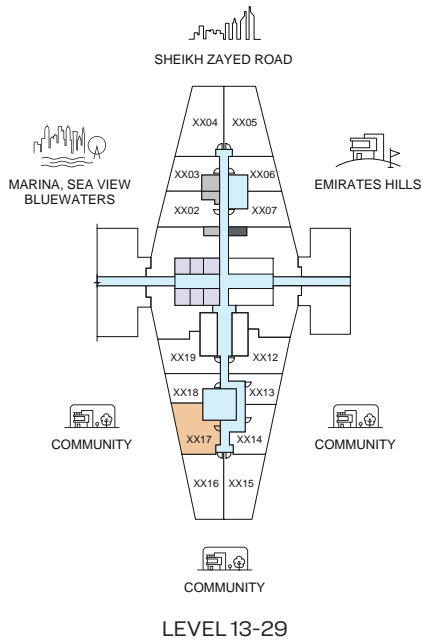 SHEIKH ZAYED ROAD
XX04 XX05
MARINA, SEA VIEW
BLUEWATERS
EMIRATES HILLS
XX03 XX06
XX02 XX07
XX19 XX12
XX18 XX13
XX17 XX14
COMMUNITY
COMMUNITY
XX16 XX15
COMMUNITY
LEVEL 13-29